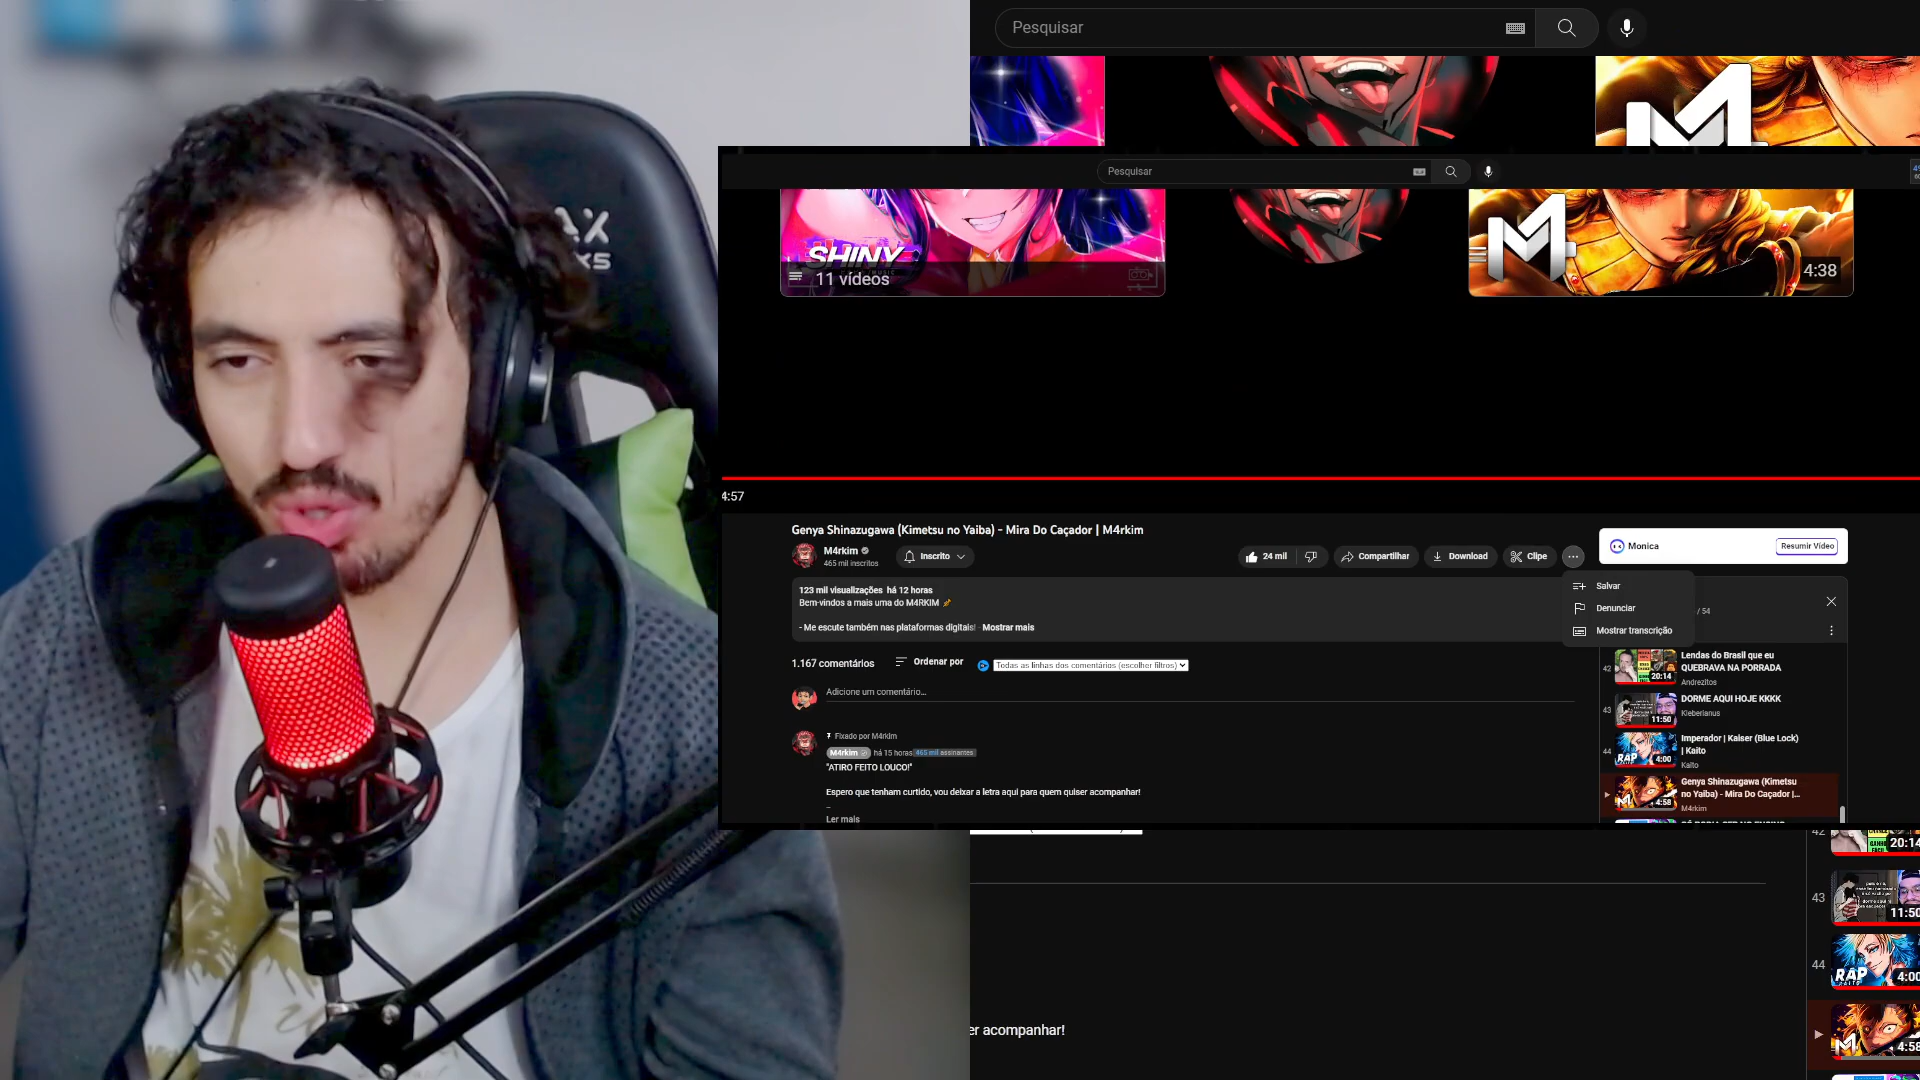 Pesquisar
Pesquisar
SHINY
11 vídeos
4:38
4:57
Genya Shinazugawa (Kimetsu no Yaiba) - Mira Do Caçador | M4rkim
M4rkim
465 mil inscritos
Inscrito
24 mil
Compartilhar
Download
Clipe
Monica
Resumir Vídeo
123 mil visualizações há 12 horas
Bem-vindos a mais uma do M4RKIM
- Me escute também nas plataformas digitais! Mostrar mais
Salvar
Denunciar
Mostrar transcrição
/ 54
1.167 comentários
Ordenar por
Todas as linhas dos comentários (escolher filtros)
Adicione um comentário...
Fixado por M4rkim
M4rkim há 15 horas 465 mil assinantes
"ATIRO FEITO LOUCO!"
Espero que tenham curtido, vou deixar a letra aqui para quem quiser acompanhar!
--
Ler mais
42
20:14
Lendas do Brasil que eu
QUEBRAVA NA PORRADA
Andrezitos
43
11:50
DORME AQUI HOJE KKKK
Kleberianus
44
RAP
4:00
Imperador | Kaiser (Blue Lock)
| Kaito
Kaito
4:58
Genya Shinazugawa (Kimetsu
no Yaiba) - Mira Do Caçador |...
M4rkim
42
20:14
43
11:50
44
RAP
4:00
4:58
er acompanhar!